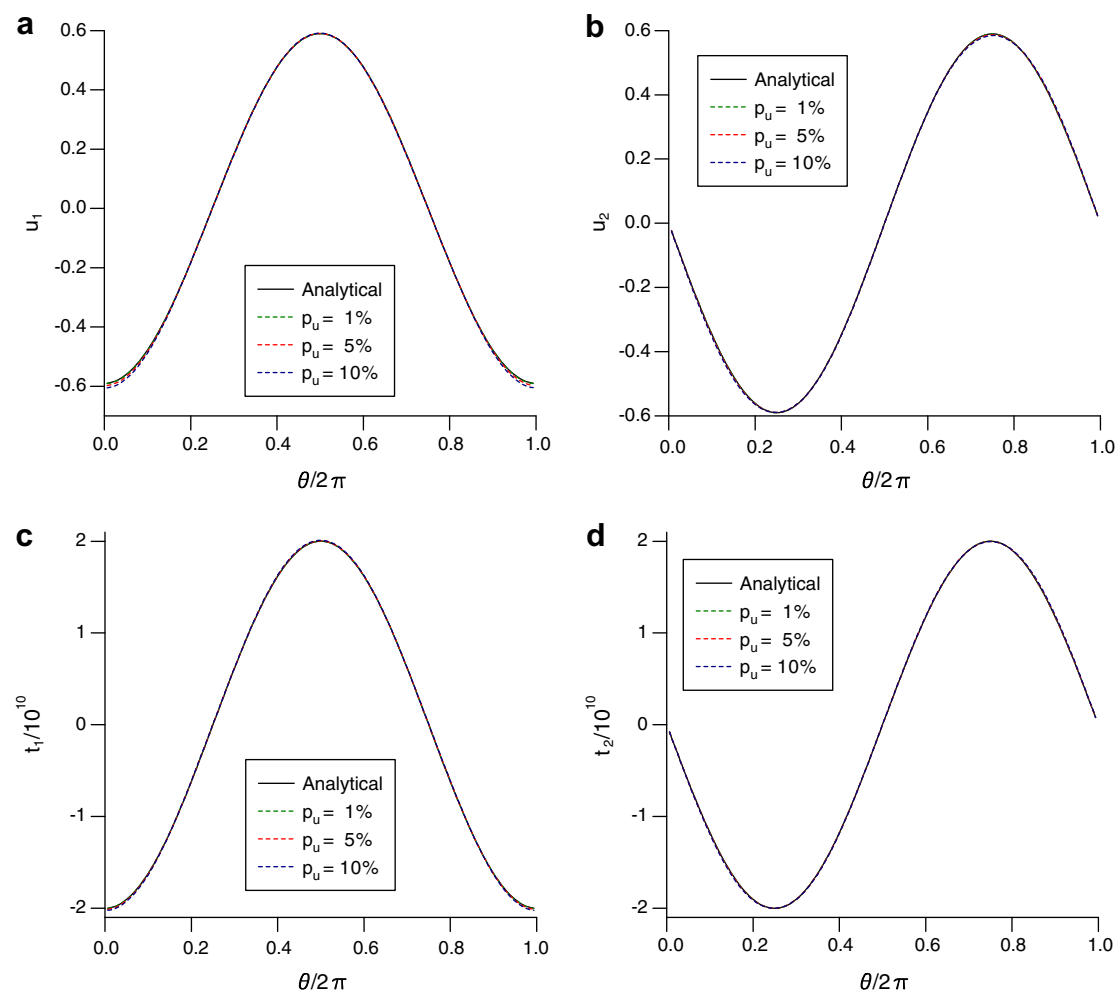 a
0.6
0.4
0.2
0.0
-0.2
-0.4
-0.6
u₁
Analytical
pᵤ = 1%
pᵤ = 5%
pᵤ = 10%
0.0 0.2 0.4 0.6 0.8 1.0
θ/2π
b
0.6
0.4
0.2
0.0
-0.2
-0.4
-0.6
u₂
Analytical
pᵤ = 1%
pᵤ = 5%
pᵤ = 10%
0.0 0.2 0.4 0.6 0.8 1.0
θ/2π
c
2
1
0
-1
-2
t₁/10¹⁰
Analytical
pᵤ = 1%
pᵤ = 5%
pᵤ = 10%
0.0 0.2 0.4 0.6 0.8 1.0
θ/2π
d
2
1
0
-1
-2
t₂/10¹⁰
Analytical
pᵤ = 1%
pᵤ = 5%
pᵤ = 10%
0.0 0.2 0.4 0.6 0.8 1.0
θ/2π